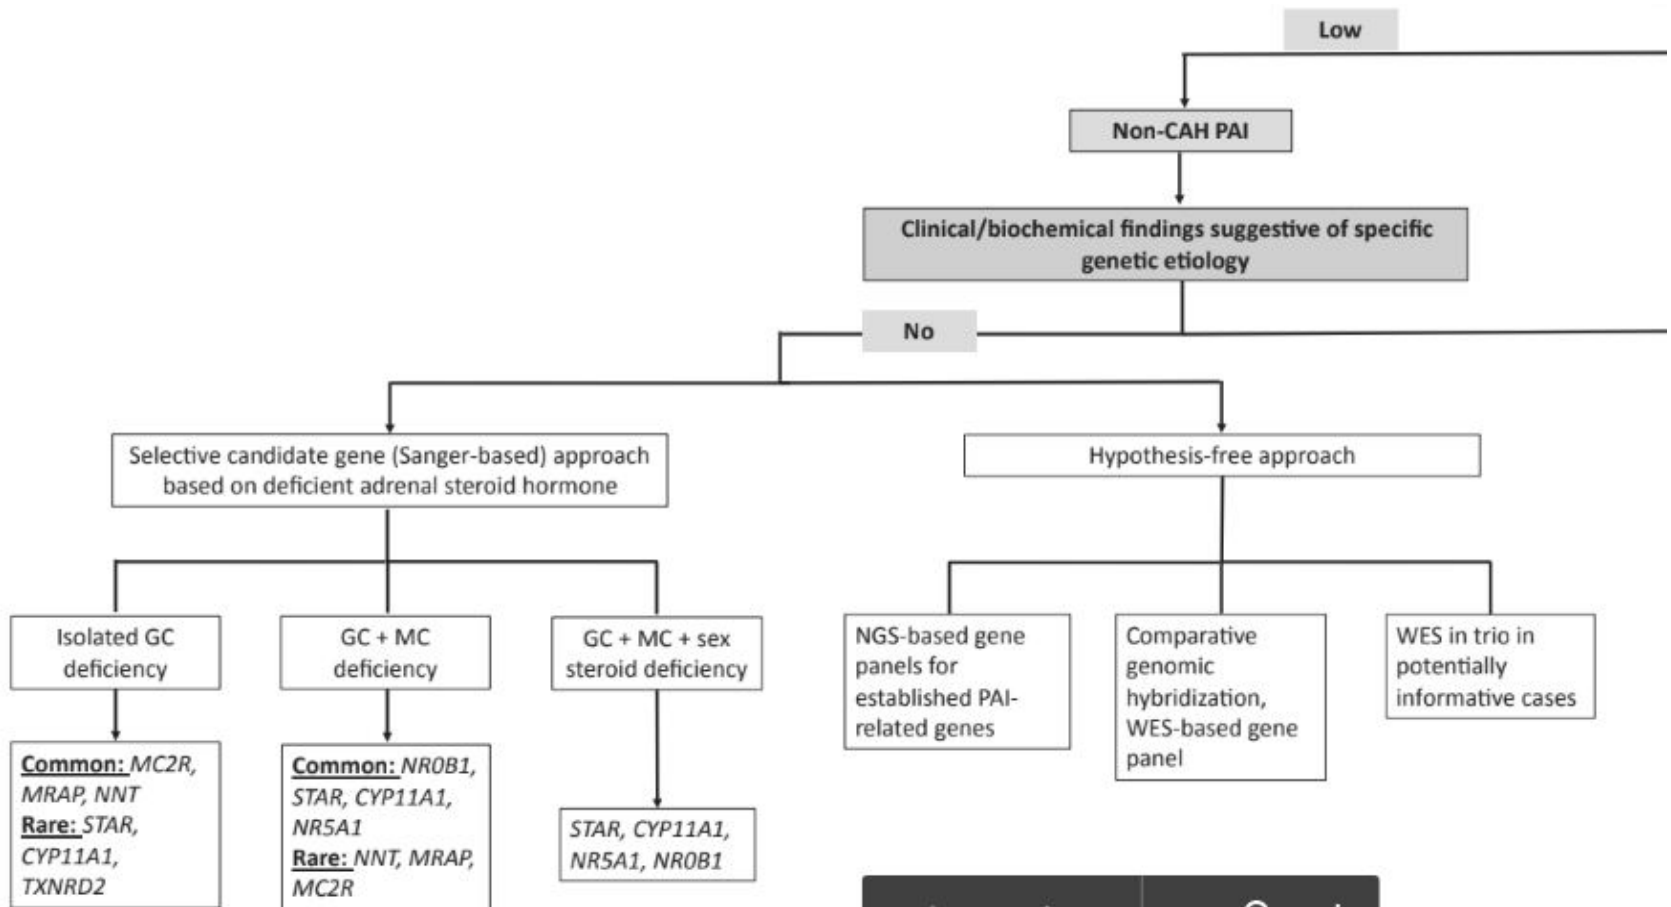 Low
Non-CAH PAI
Clinical/biochemical findings suggestive of specific
genetic etiology
No
Selective candidate gene (Sanger-based) approach
based on deficient adrenal steroid hormone
Hypothesis-free approach
Isolated GC
deficiency
GC + MC
deficiency
GC + MC + sex
steroid deficiency
NGS-based gene
panels for
established PAI-
related genes
Comparative
genomic
hybridization,
WES-based gene
panel
WES in trio in
potentially
informative cases
Common: MC2R,
MRAP, NNT
Rare: STAR,
CYP11A1,
TXNRD2
Common: NR0B1,
STAR, CYP11A1,
NR5A1
Rare: NNT, MRAP,
MC2R
STAR, CYP11A1,
NR5A1, NR0B1